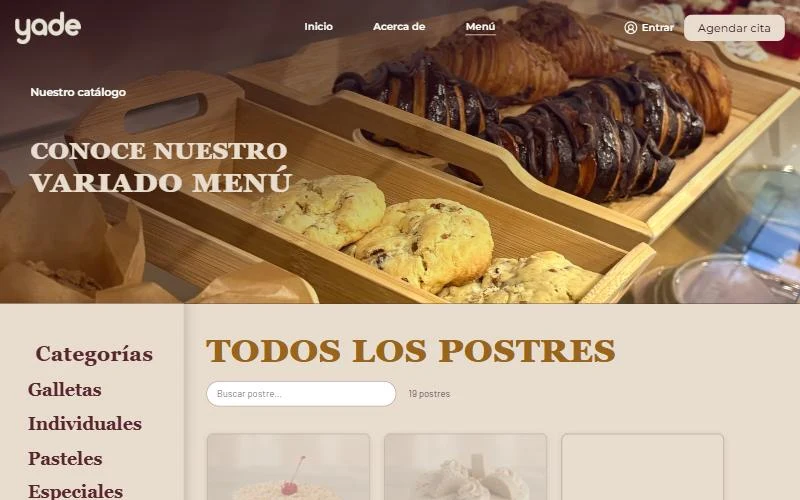 yade
Inicio
Acerca de
Menú
Entrar
Agendar cita
Nuestro catálogo
CONOCE NUESTRO
VARIADO MENÚ
Categorías
Galletas
Individuales
Pasteles
Especiales
TODOS LOS POSTRES
Buscar postre...
19 postres